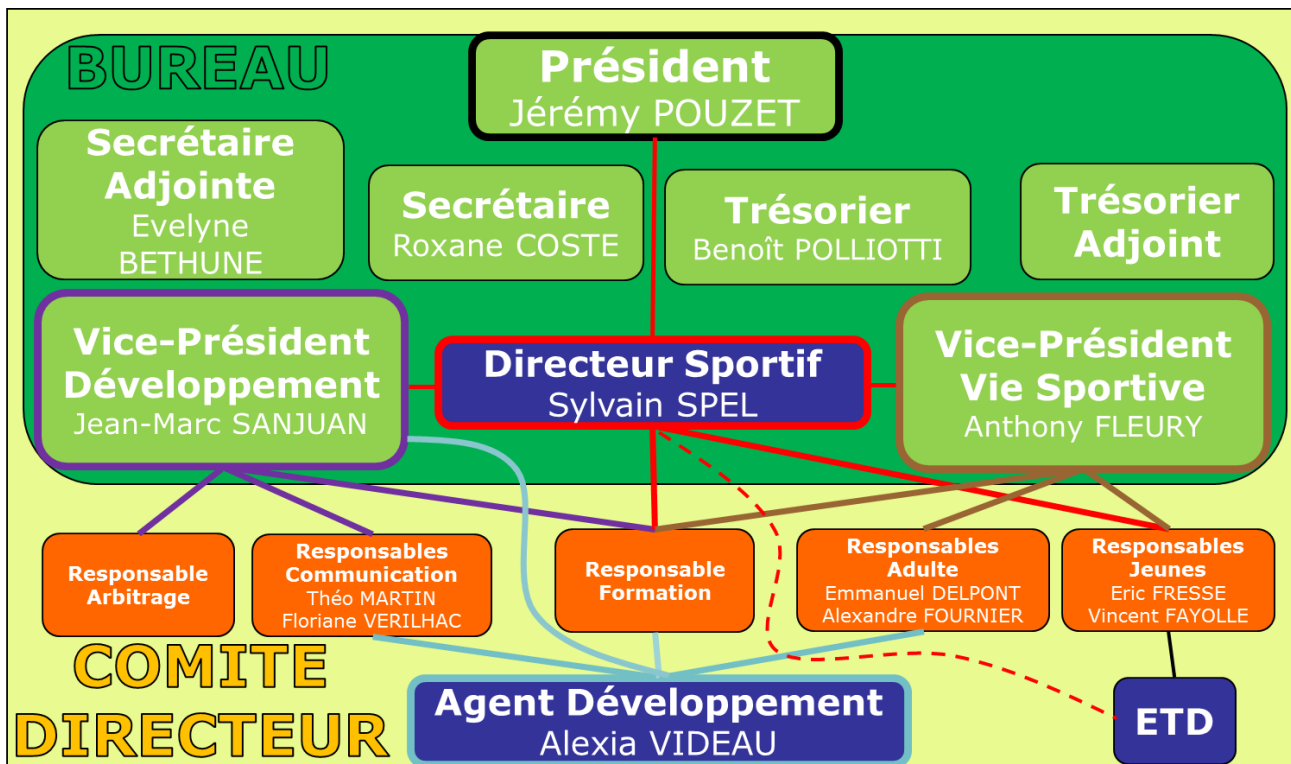 BUREAU
Président
Jérémy POUZET
Secrétaire
Adjointe
Evelyne
BETHUNE
Secrétaire
Roxane COSTE
Trésorier
Benoît POLLIOTTI
Trésorier
Adjoint
Vice-Président
Développement
Jean-Marc SANJUAN
Directeur Sportif
Sylvain SPEL
Vice-Président
Vie Sportive
Anthony FLEURY
Responsable
Arbitrage
Responsables
Communication
Théo MARTIN
Floriane VERILHAC
Responsable
Formation
Responsables
Adulte
Emmanuel DELPONT
Alexandre FOURNIER
Responsables
Jeunes
Eric FRESSE
Vincent FAYOLLE
COMITE
DIRECTEUR
Agent Développement
Alexia VIDEAU
ETD